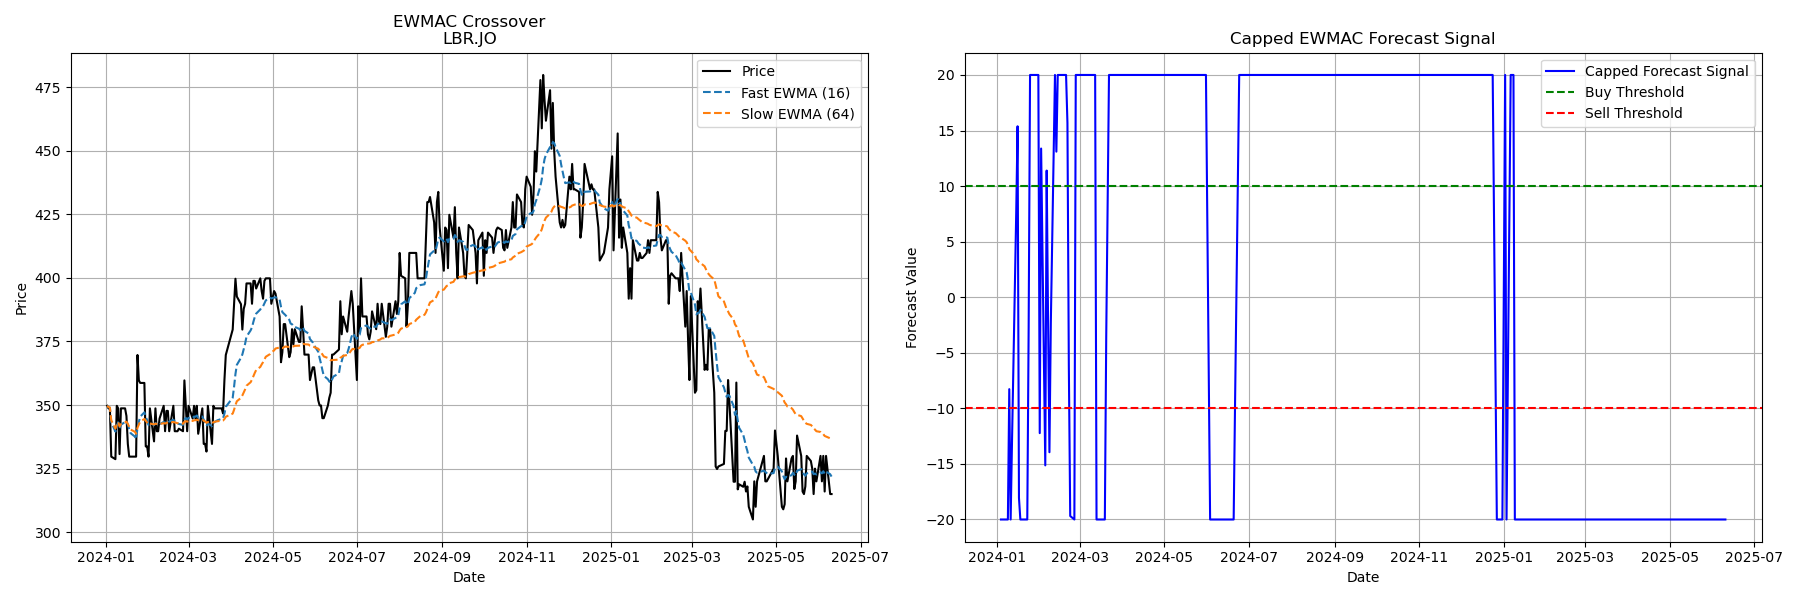 EWMAC Crossover
LBR.JO
Price
Fast EWMA (16)
Slow EWMA (64)
475
450
425
400
375
350
325
300
Price
2024-01 2024-03 2024-05 2024-07 2024-09 2024-11 2025-01 2025-03 2025-05 2025-07
Date
Capped EWMAC Forecast Signal
Capped Forecast Signal
Buy Threshold
Sell Threshold
20
15
10
5
0
−5
−10
−15
−20
Forecast Value
2024-01 2024-03 2024-05 2024-07 2024-09 2024-11 2025-01 2025-03 2025-05 2025-07
Date